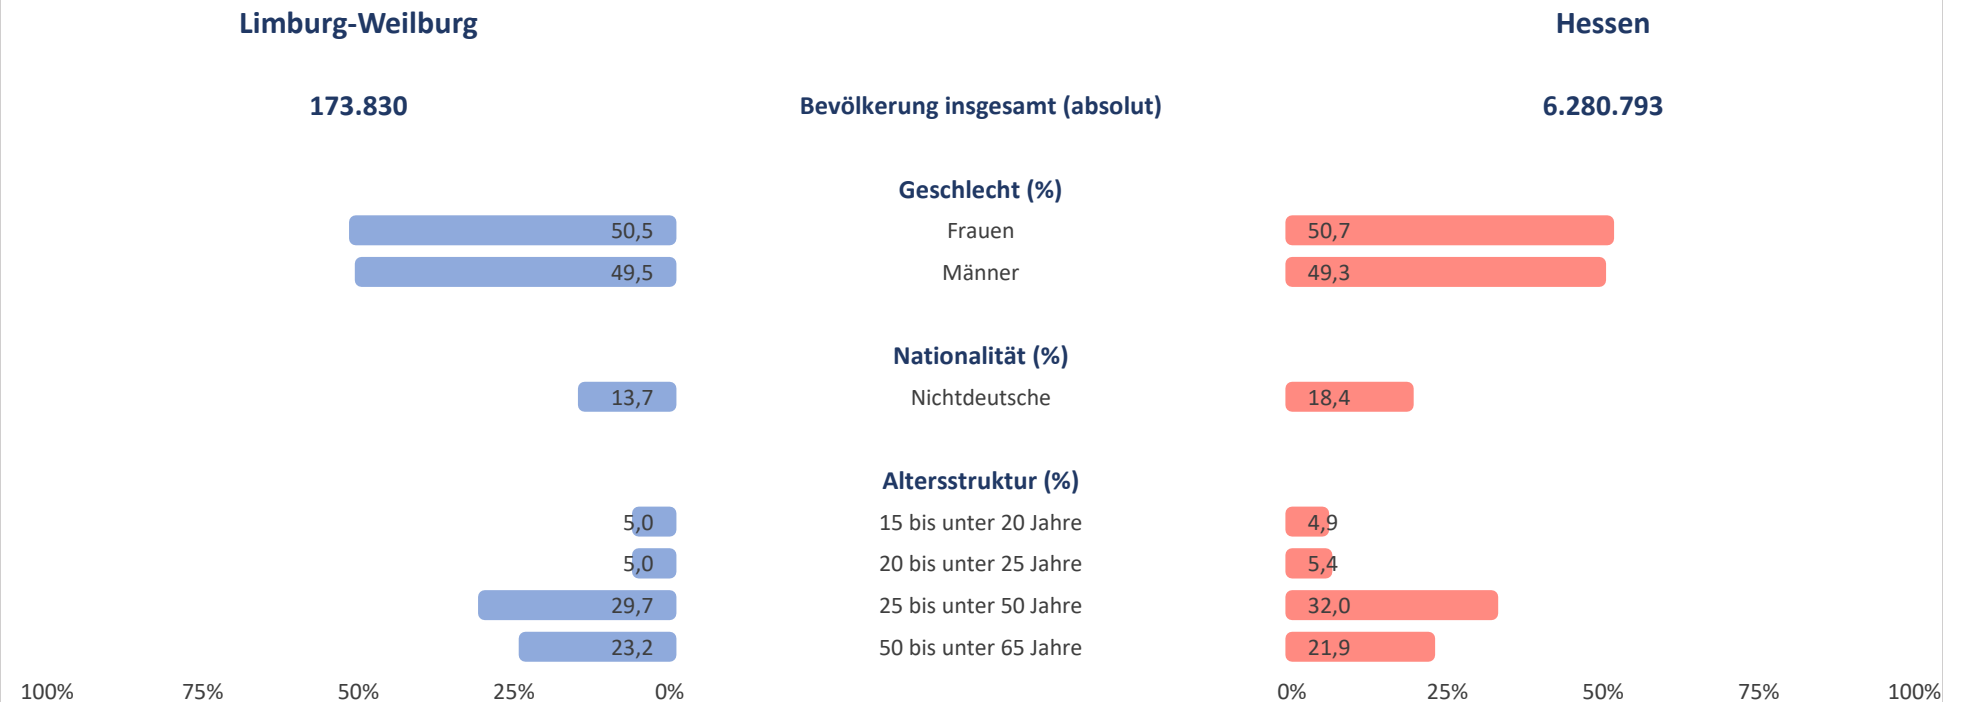 Limburg-Weilburg Hessen
173.830 Bevölkerung insgesamt (absolut) 6.280.793
Geschlecht (%)
50,5 Frauen 50,7
49,5 Männer 49,3
Nationalität (%)
13,7 Nichtdeutsche 18,4
Altersstruktur (%)
5,0 15 bis unter 20 Jahre 4,9
5,0 20 bis unter 25 Jahre 5,4
29,7 25 bis unter 50 Jahre 32,0
23,2 50 bis unter 65 Jahre 21,9
100% 75% 50% 25% 0% 0% 25% 50% 75% 100%